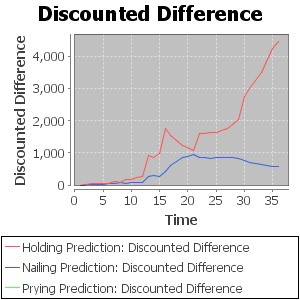 Discounted Difference
Discounted Difference
4,000
3,000
2,000
1,000
0
0 5 10 15 20 25 30 35
Time
Holding Prediction: Discounted Difference
Nailing Prediction: Discounted Difference
Prying Prediction: Discounted Difference